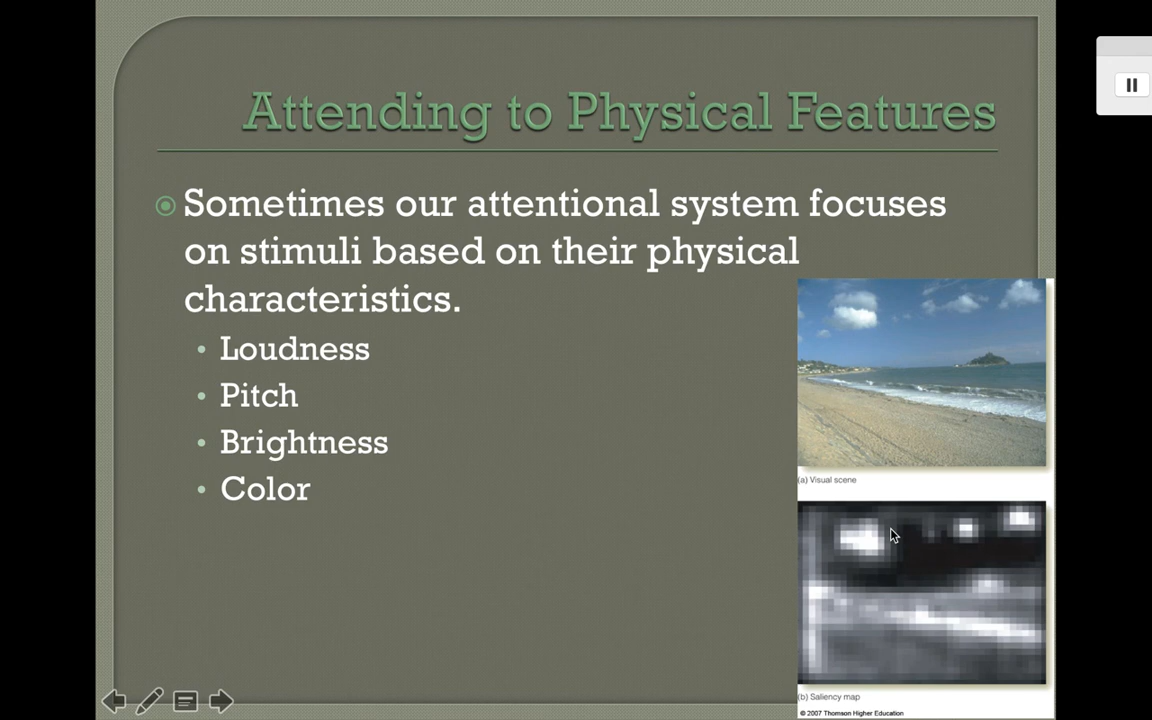 Attending to Physical Features
Sometimes our attentional system focuses
on stimuli based on their physical
characteristics.
• Loudness
• Pitch
• Brightness
• Color
(a) Visual scene
(b) Saliency map
© 2007 Thomson Higher Education